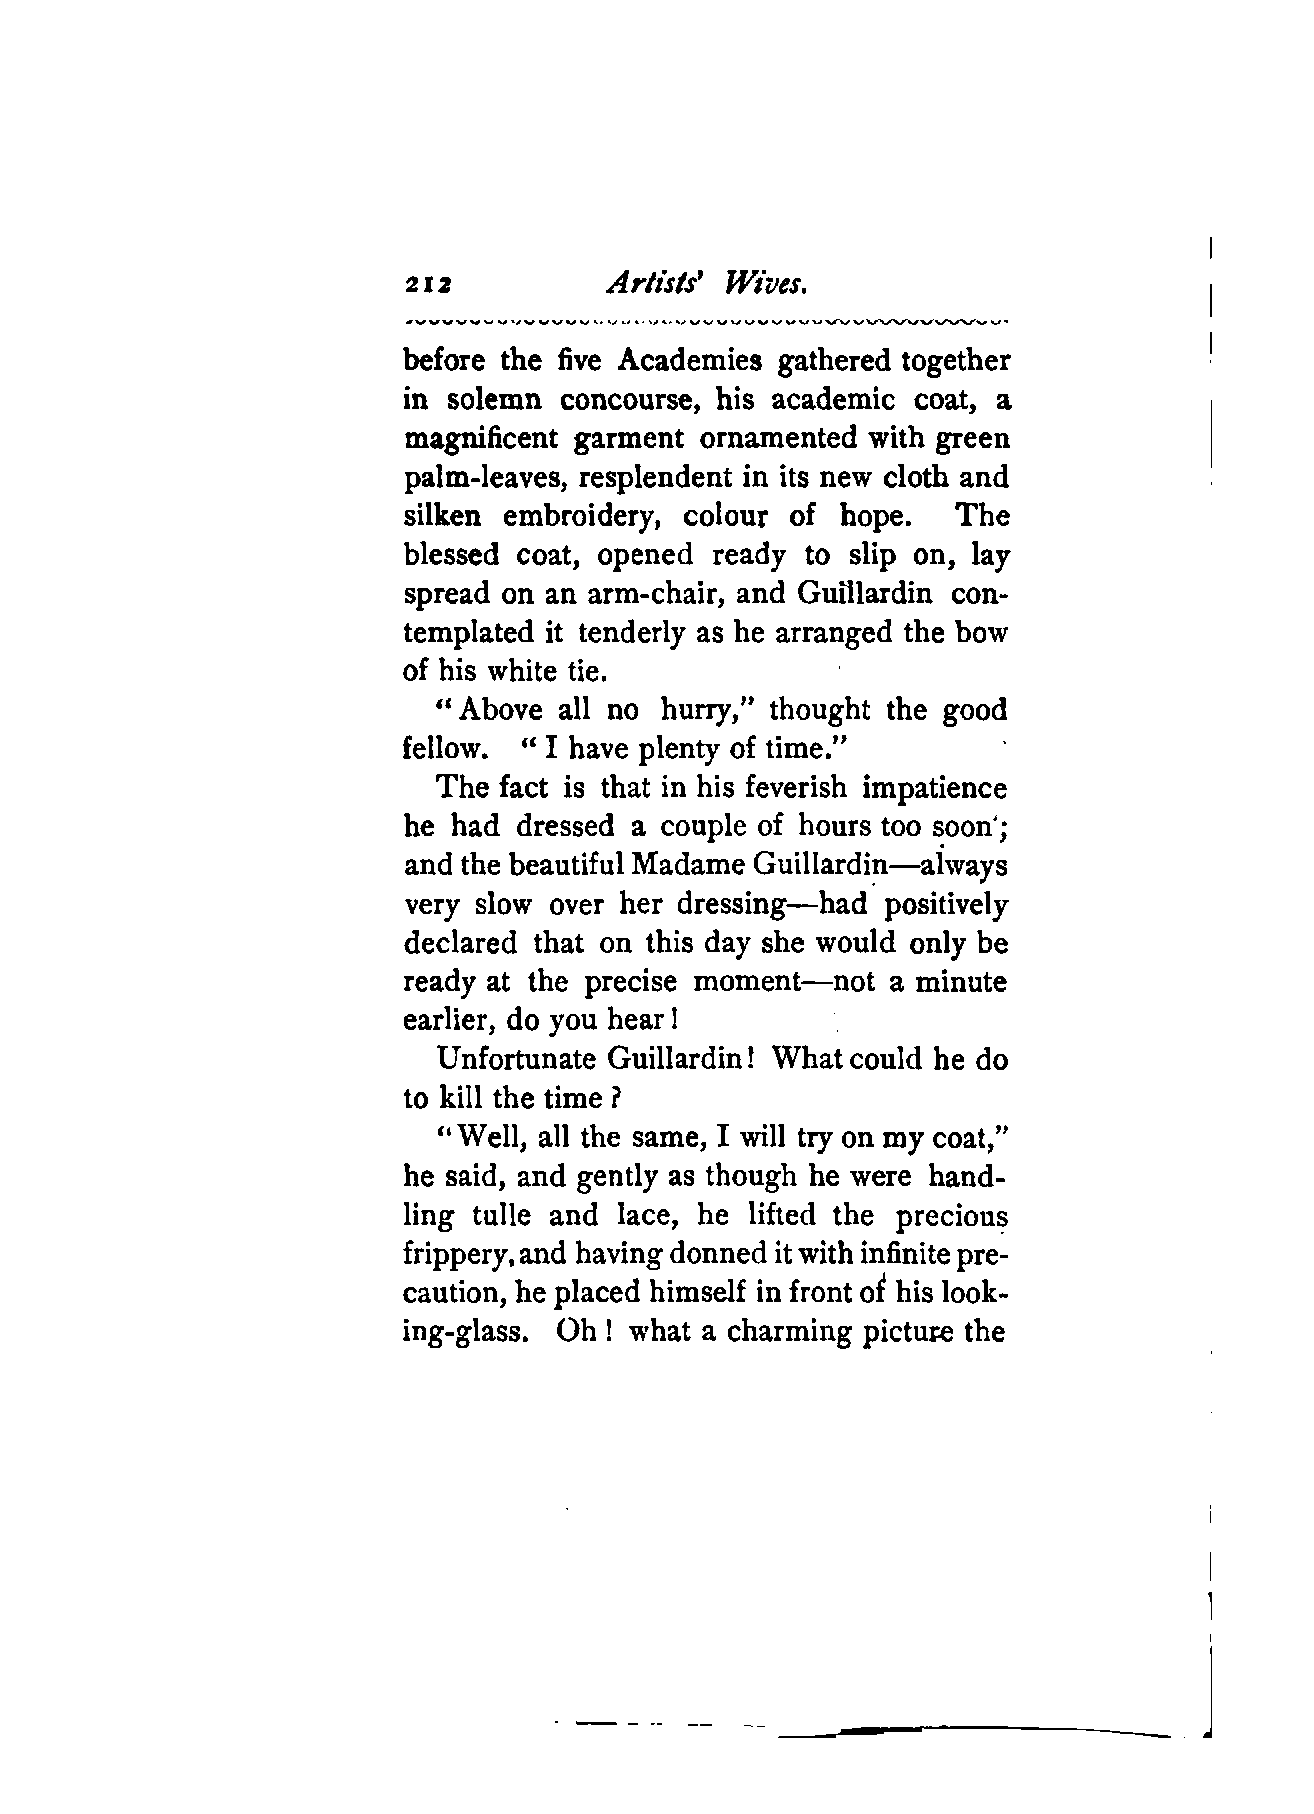 212 Artists' Wives.
before the five Academies gathered together
in solemn concourse, his academic coat, a
magnificent garment ornamented with green
palm-leaves, resplendent in its new cloth and
silken embroidery, colour of hope. The
blessed coat, opened ready to slip on, lay
spread on an arm-chair, and Guillardin con-
templated it tenderly as he arranged the bow
of his white tie.
“Above all no hurry,” thought the good
fellow. “I have plenty of time.”
The fact is that in his feverish impatience
he had dressed a couple of hours too soon;
and the beautiful Madame Guillardin—always
very slow over her dressing—had positively
declared that on this day she would only be
ready at the precise moment—not a minute
earlier, do you hear!
Unfortunate Guillardin! What could he do
to kill the time?
“Well, all the same, I will try on my coat,”
he said, and gently as though he were hand-
ling tulle and lace, he lifted the precious
frippery, and having donned it with infinite pre-
caution, he placed himself in front of his look-
ing-glass. Oh! what a charming picture the